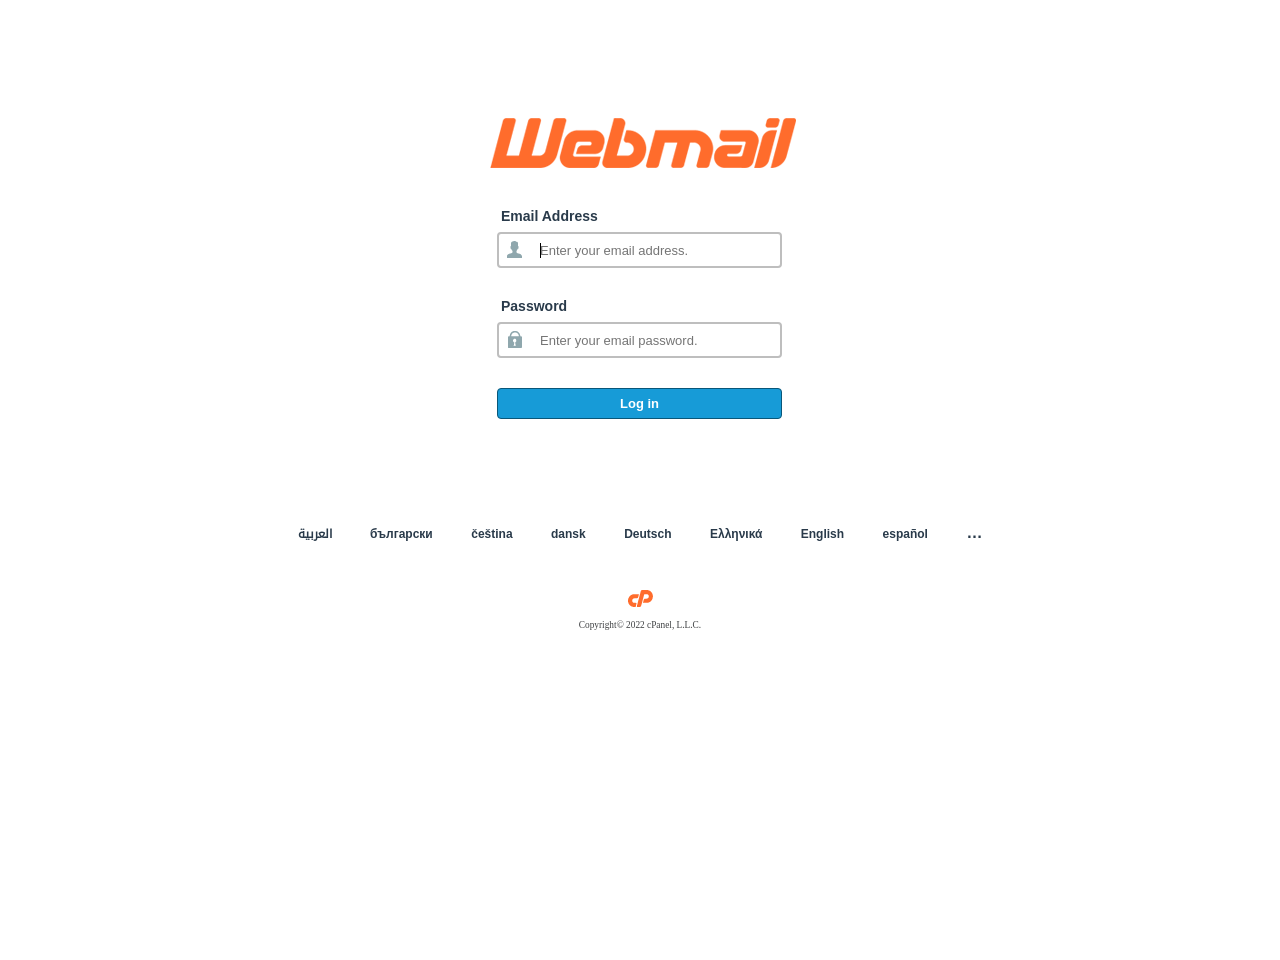 Webmail
Email Address
Enter your email address.
Password
Enter your email password.
Log in
العربية български čeština dansk Deutsch Ελληνικά English español ...
cP
Copyright© 2022 cPanel, L.L.C.